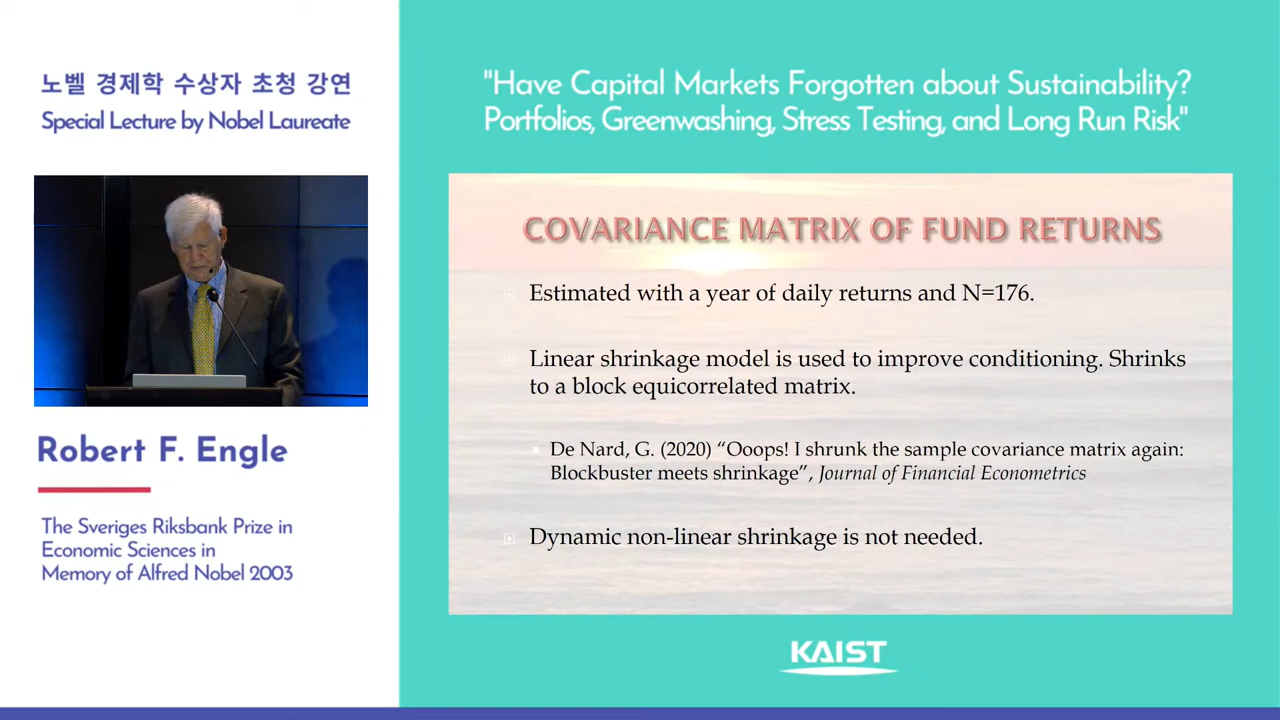 노벨 경제학 수상자 초청 강연
Special Lecture by Nobel Laureate
Robert F. Engle
The Sveriges Riksbank Prize in
Economic Sciences in
Memory of Alfred Nobel 2003
"Have Capital Markets Forgotten about Sustainability?
Portfolios, Greenwashing, Stress Testing, and Long Run Risk"
COVARIANCE MATRIX OF FUND RETURNS
Estimated with a year of daily returns and N=176.
Linear shrinkage model is used to improve conditioning. Shrinks
to a block equicorrelated matrix.
De Nard, G. (2020) “Ooops! I shrunk the sample covariance matrix again:
Blockbuster meets shrinkage”, Journal of Financial Econometrics
Dynamic non-linear shrinkage is not needed.
KAIST